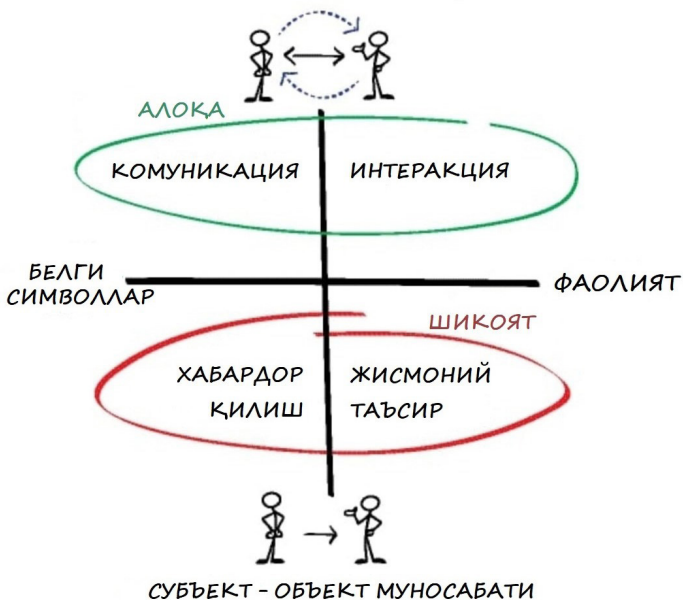 АЛОҚА
КОМУНИКАЦИЯ
ИНТЕРАКЦИЯ
БЕЛГИ
СИМВОЛЛАР
ФАОЛИЯТ
ШИКОЯТ
ХАБАРДОР
ҚИЛИШ
ЖИСМОНИЙ
ТАЪСИР
СУБЪЕКТ - ОБЪЕКТ МУНОСАБАТИ